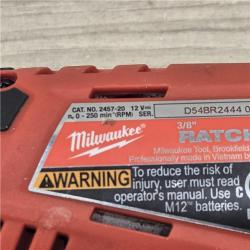 CAT. NO. 2457-20 12 V
n₀ 0 - 250 min⁻¹(RPM) SER. D54BR2444 0
Milwaukee
3/8"
RATCH
Milwaukee Tool, Brookfield
Professionally made in Vietnam
WARNING To reduce the risk of
injury, user must read
operator's manual. Use
M12™ batteries.